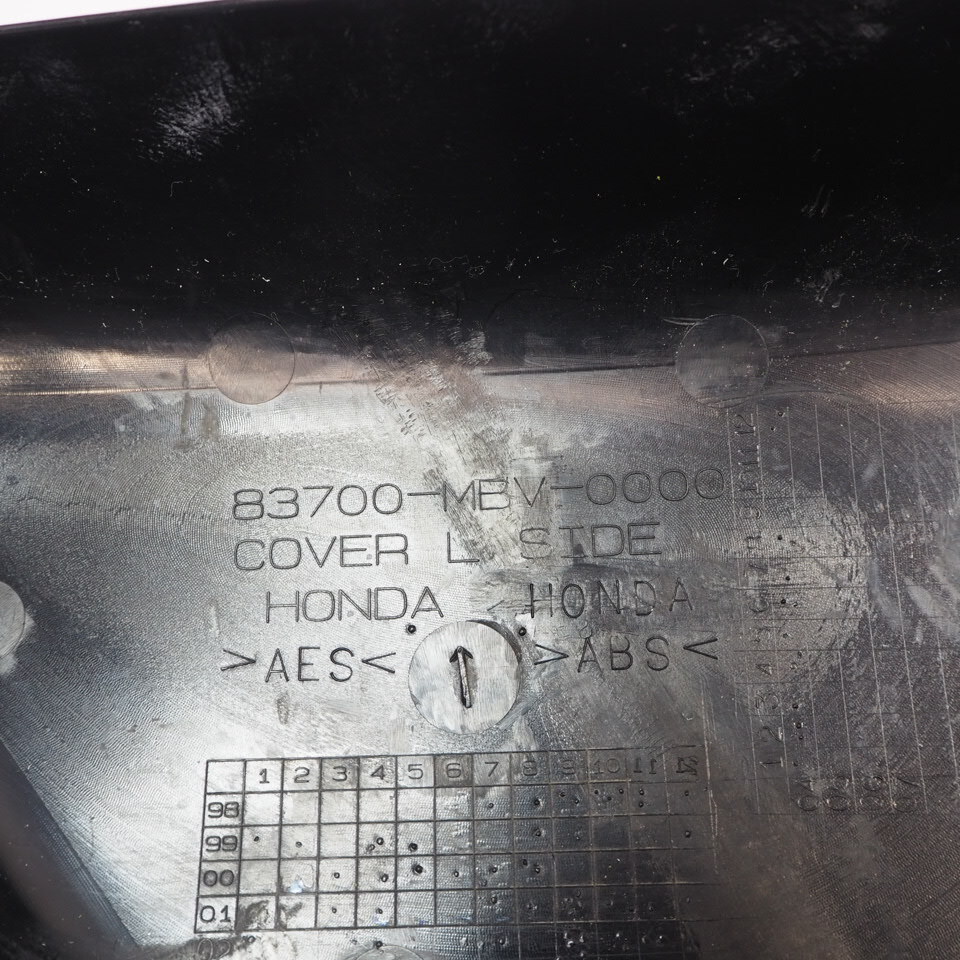 83700-MBV-0000
COVER L SIDE
HONDA HONDA
>AES< >ABS<
1 2 3 4 5 6 7 8 9 10 11 12
98
99
00
01